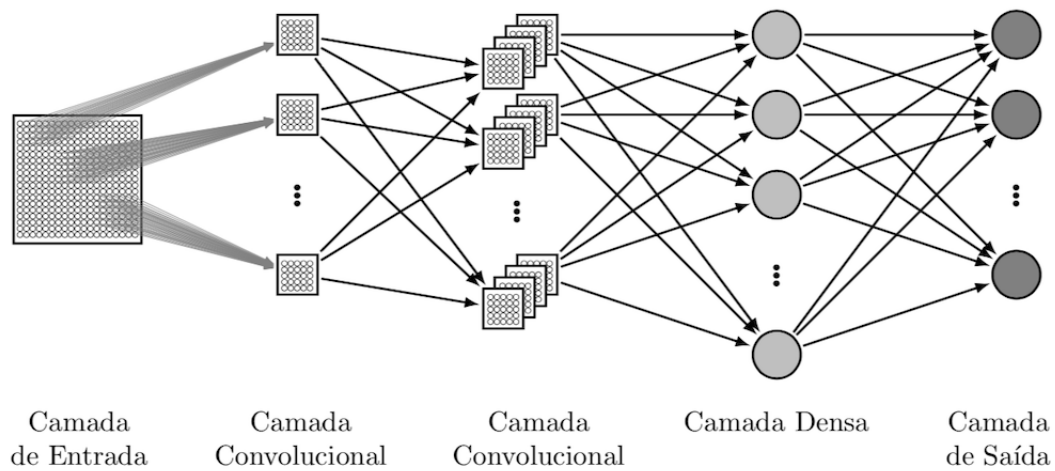 Camada
de Entrada
Camada
Convolucional
Camada
Convolucional
Camada Densa
Camada
de Saída